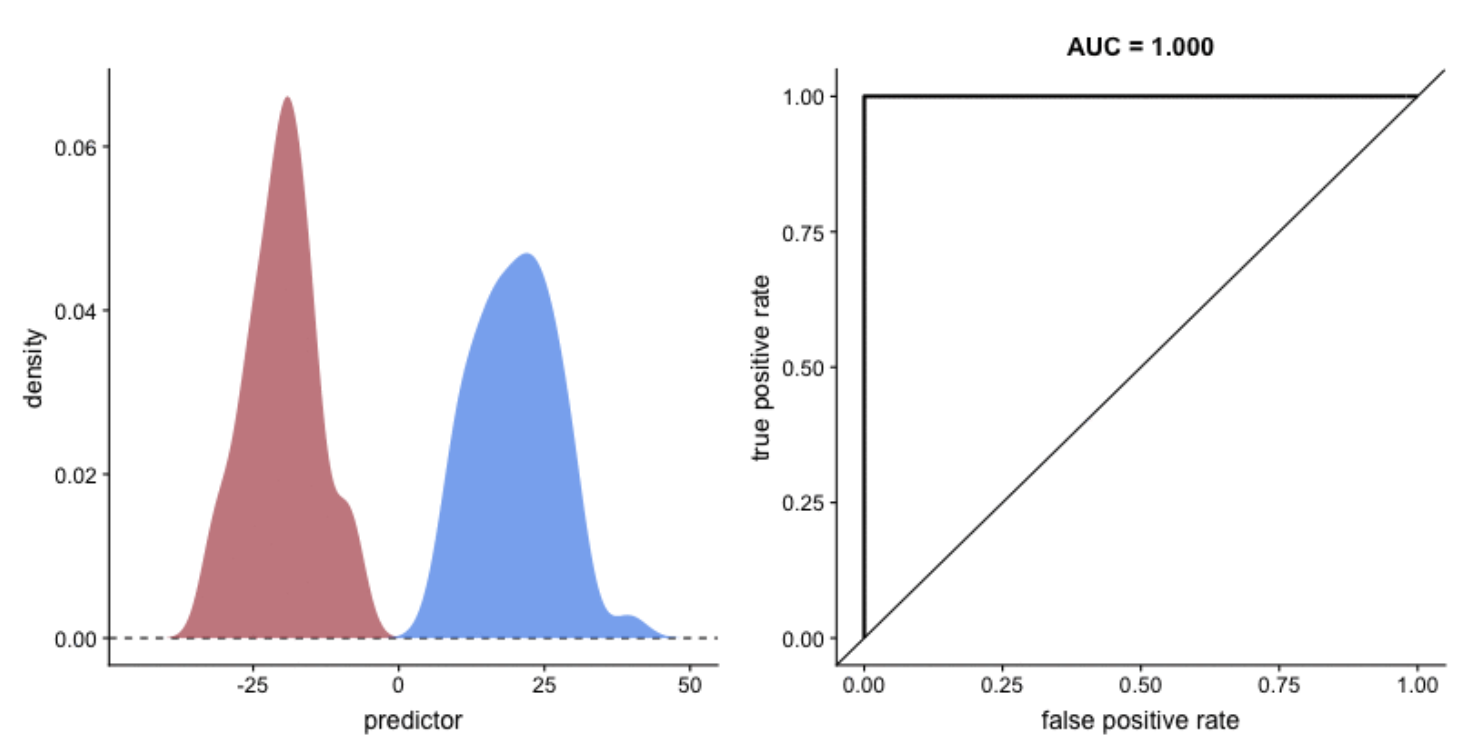 0.06
0.04
0.02
0.00
density
-25 0 25 50
predictor
AUC = 1.000
1.00
0.75
0.50
0.25
0.00
true positive rate
0.00 0.25 0.50 0.75 1.00
false positive rate